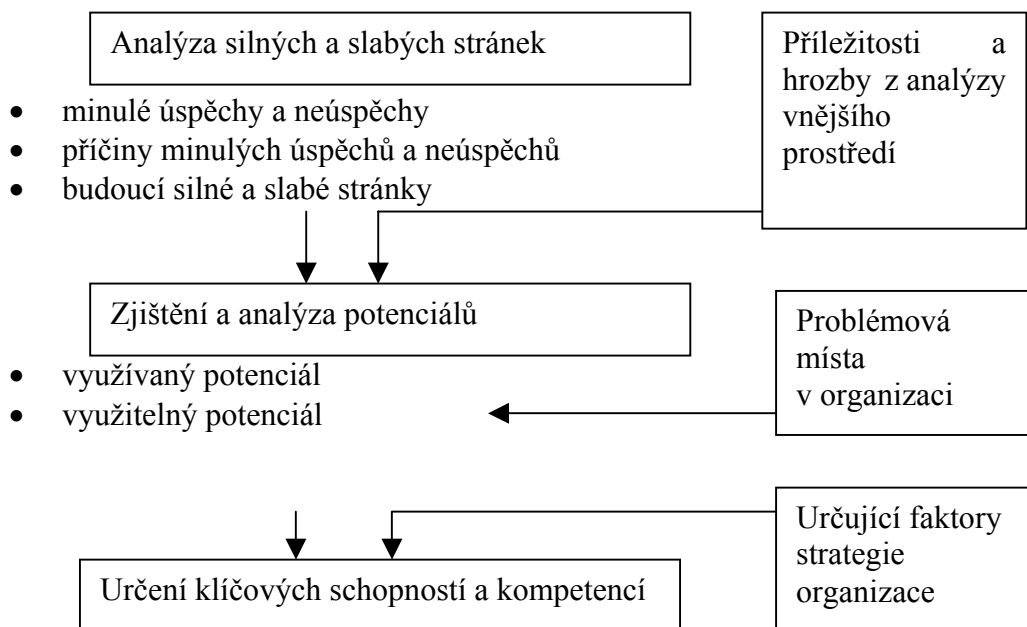 Analýza silných a slabých stránek
• minulé úspěchy a neúspěchy
• příčiny minulých úspěchů a neúspěchů
• budoucí silné a slabé stránky
Příležitosti a
hrozby z analýzy
vnějšího
prostředí
Zjištění a analýza potenciálů
• využívaný potenciál
• využitelný potenciál
Problémová
místa
v organizaci
Určení klíčových schopností a kompetencí
Určující faktory
strategie
organizace